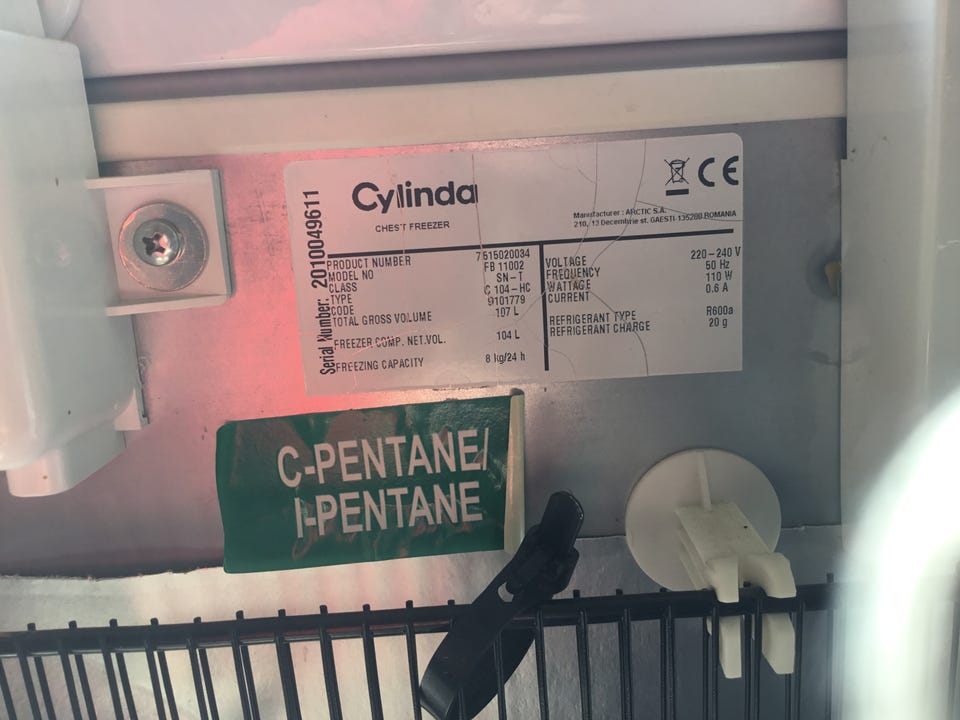 Cylinda
CHEST FREEZER
CE
Manufacturer : ARCTIC S.A.
210, 13 Decembrie st. GAESTI-135200 ROMANIA
Serial Number: 2010049611
PRODUCT NUMBER 7515020034
MODEL NO FB 11002
CLASS SN-T
TYPE C 104-HC
CODE 9101779
TOTAL GROSS VOLUME 107 L
FREEZER COMP. NET.VOL. 104 L
FREEZING CAPACITY 8 kg/24 h
VOLTAGE 220-240 V
FREQUENCY 50 Hz
WATTAGE 110 W
CURRENT 0.6 A
REFRIGERANT TYPE R600a
REFRIGERANT CHARGE 20 g
C-PENTANE/
I-PENTANE